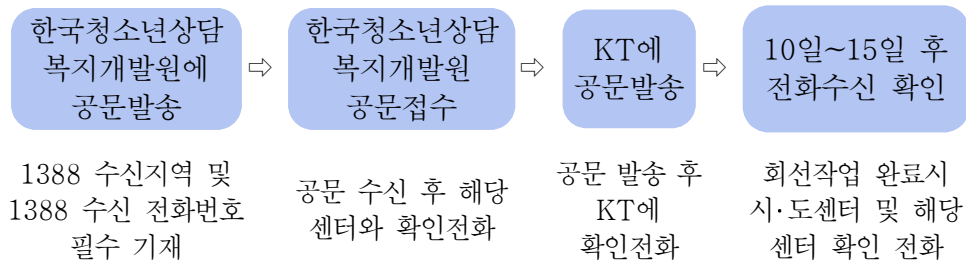 한국청소년상담
복지개발원에
공문발송
⇨
한국청소년상담
복지개발원
공문접수
⇨
KT에
공문발송
⇨
10일~15일 후
전화수신 확인
1388 수신지역 및
1388 수신 전화번호
필수 기재
공문 수신 후 해당
센터와 확인전화
공문 발송 후
KT에
확인전화
회선작업 완료시
시·도센터 및 해당
센터 확인 전화